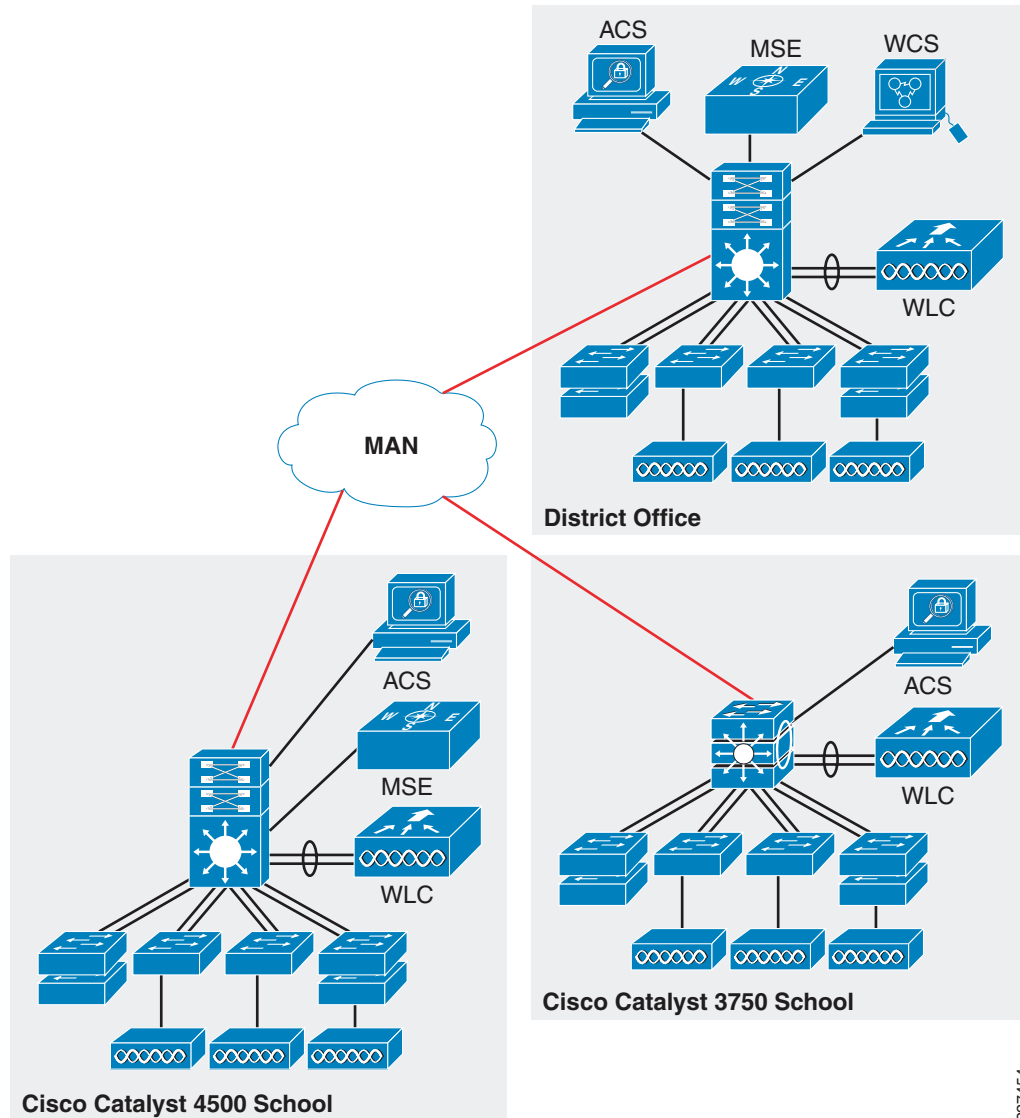 ACS
MSE
WCS
N
W
E
S
WLC
MAN
District Office
ACS
N
W
E
S
MSE
WLC
Cisco Catalyst 4500 School
ACS
WLC
Cisco Catalyst 3750 School